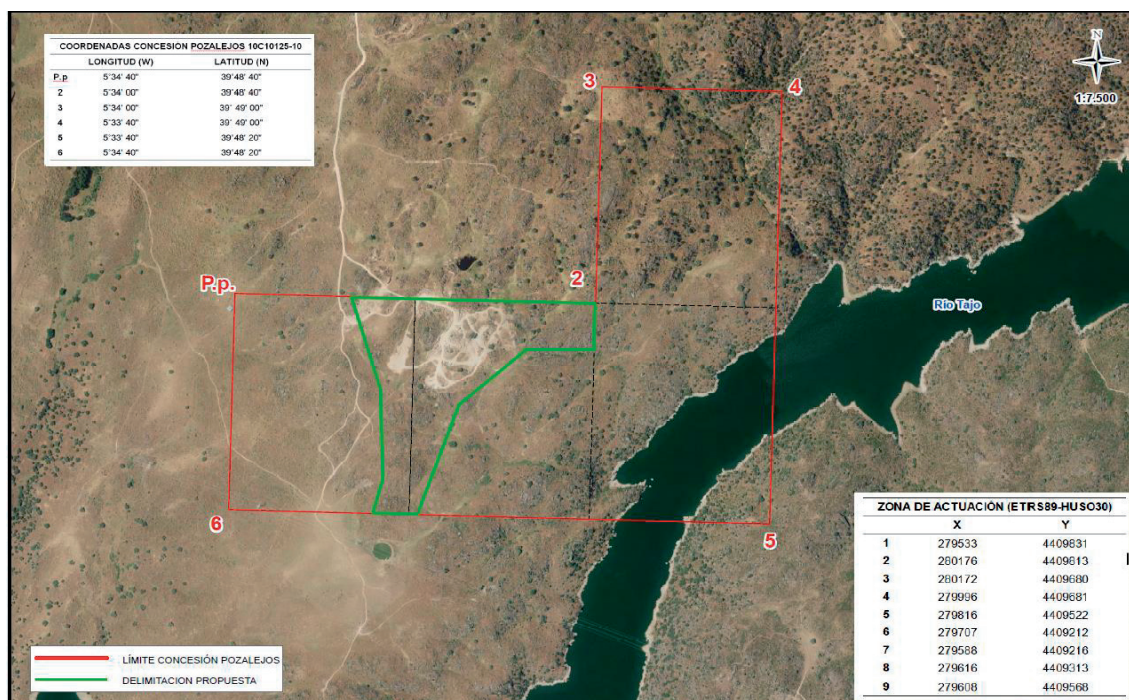 COORDENADAS CONCESIÓN POZALEJOS 10C10125-10
LONGITUD (W) LATITUD (N)
P.p 5°34' 40" 39°48' 40"
2 5°34' 00" 39°48' 40"
3 5°34' 00" 39° 49' 00"
4 5°33' 40" 39° 49' 00"
5 5°33' 40" 39°48' 20"
6 5°34' 40" 39°48' 20"
N
1:7.500
3
4
P.p.
2
Río Tajo
6
5
ZONA DE ACTUACIÓN (ETRS89-HUSO30)
X Y
1 279533 4409831
2 280176 4409813
3 280172 4409680
4 279996 4409681
5 279816 4409522
6 279707 4409212
7 279588 4409216
8 279616 4409313
9 279608 4409568
LÍMITE CONCESIÓN POZALEJOS
DELIMITACION PROPUESTA